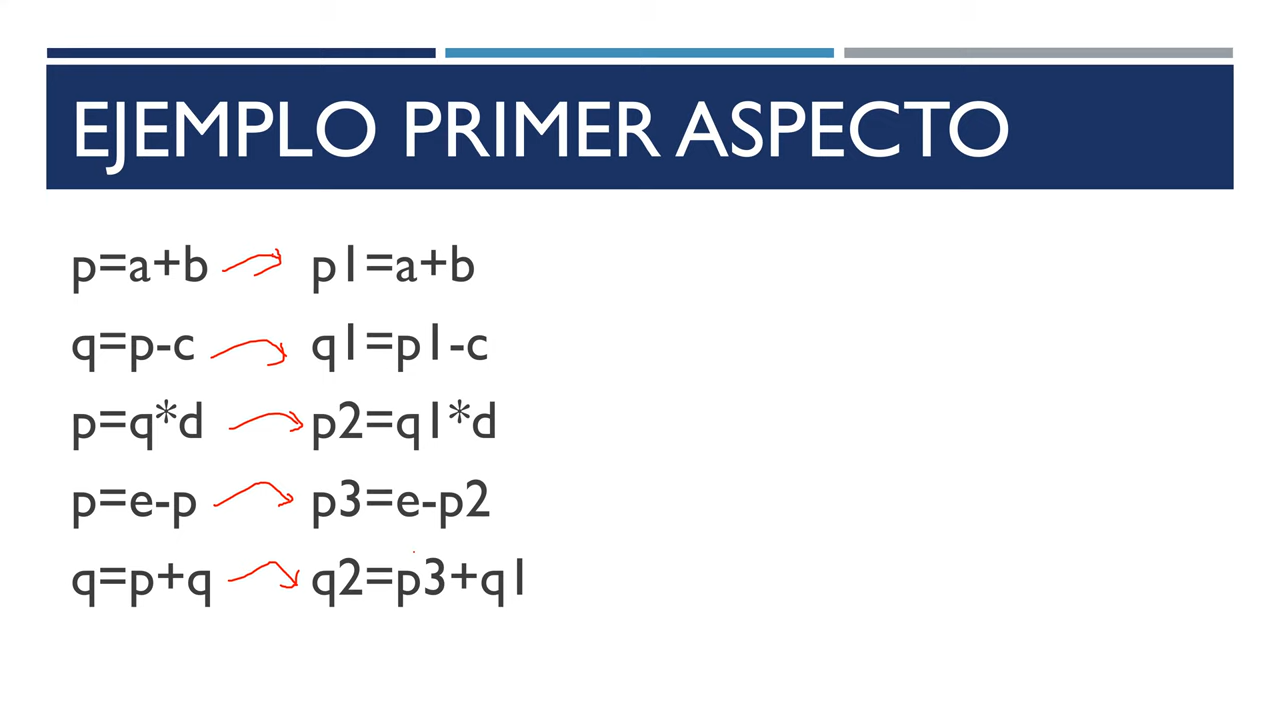 EJEMPLO PRIMER ASPECTO
p=a+b p1=a+b
q=p-c q1=p1-c
p=q*d p2=q1*d
p=e-p p3=e-p2
q=p+q q2=p3+q1